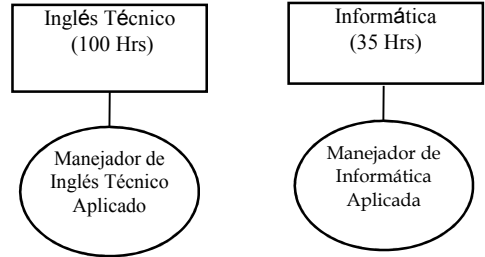 Inglés Técnico
(100 Hrs)
Informática
(35 Hrs)
Manejador de
Inglés Técnico
Aplicado
Manejador de
Informática
Aplicada